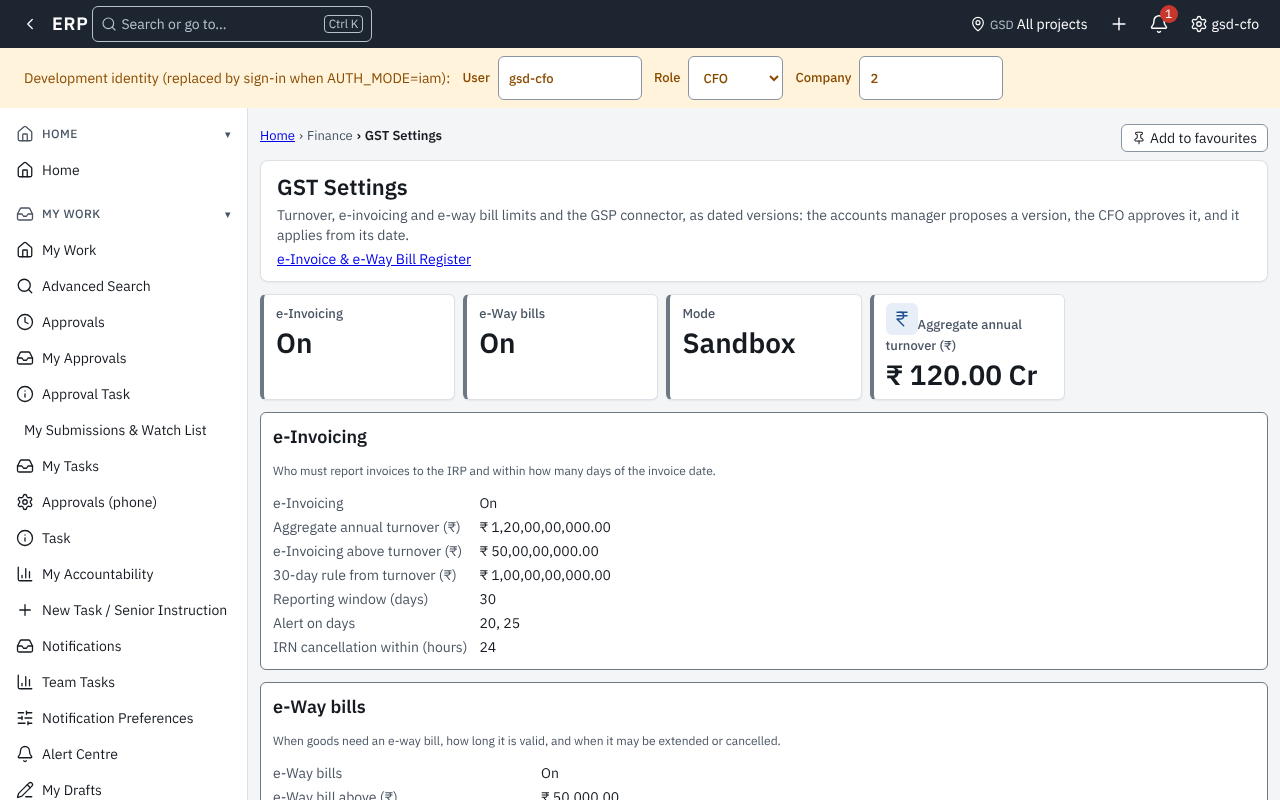 ERP
Search or go to...
Ctrl K
GSD All projects
1
gsd-cfo
Development identity (replaced by sign-in when AUTH_MODE=iam):
User
gsd-cfo
Role
CFO
Company
2
HOME
Home
MY WORK
My Work
Advanced Search
Approvals
My Approvals
Approval Task
My Submissions & Watch List
My Tasks
Approvals (phone)
Task
My Accountability
New Task / Senior Instruction
Notifications
Team Tasks
Notification Preferences
Alert Centre
My Drafts
Home › Finance › GST Settings
Add to favourites
GST Settings
Turnover, e-invoicing and e-way bill limits and the GSP connector, as dated versions: the accounts manager proposes a version, the CFO approves it, and it
applies from its date.
e-Invoice & e-Way Bill Register
e-Invoicing
On
e-Way bills
On
Mode
Sandbox
₹ Aggregate annual
turnover (₹)
₹ 120.00 Cr
e-Invoicing
Who must report invoices to the IRP and within how many days of the invoice date.
e-Invoicing On
Aggregate annual turnover (₹) ₹ 1,20,00,00,000.00
e-Invoicing above turnover (₹) ₹ 50,00,00,000.00
30-day rule from turnover (₹) ₹ 1,00,00,00,000.00
Reporting window (days) 30
Alert on days 20, 25
IRN cancellation within (hours) 24
e-Way bills
When goods need an e-way bill, how long it is valid, and when it may be extended or cancelled.
e-Way bills On
e-Way bill above (₹) ₹ 50,000.00